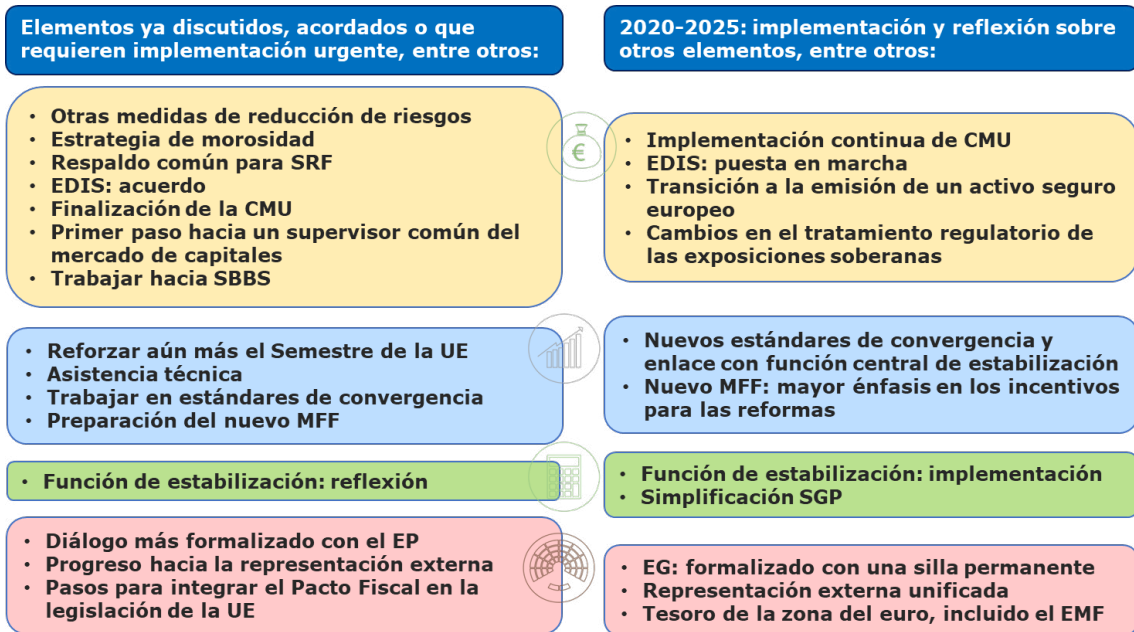 Elementos ya discutidos, acordados o que
requieren implementación urgente, entre otros:
• Otras medidas de reducción de riesgos
• Estrategia de morosidad
• Respaldo común para SRF
• EDIS: acuerdo
• Finalización de la CMU
• Primer paso hacia un supervisor común del
mercado de capitales
• Trabajar hacia SBBS
• Reforzar aún más el Semestre de la UE
• Asistencia técnica
• Trabajar en estándares de convergencia
• Preparación del nuevo MFF
• Función de estabilización: reflexión
• Diálogo más formalizado con el EP
• Progreso hacia la representación externa
• Pasos para integrar el Pacto Fiscal en la
legislación de la UE
2020-2025: implementación y reflexión sobre
otros elementos, entre otros:
• Implementación continua de CMU
• EDIS: puesta en marcha
• Transición a la emisión de un activo seguro
europeo
• Cambios en el tratamiento regulatorio de
las exposiciones soberanas
• Nuevos estándares de convergencia y
enlace con función central de estabilización
• Nuevo MFF: mayor énfasis en los incentivos
para las reformas
• Función de estabilización: implementación
• Simplificación SGP
• EG: formalizado con una silla permanente
• Representación externa unificada
• Tesoro de la zona del euro, incluido el EMF
€